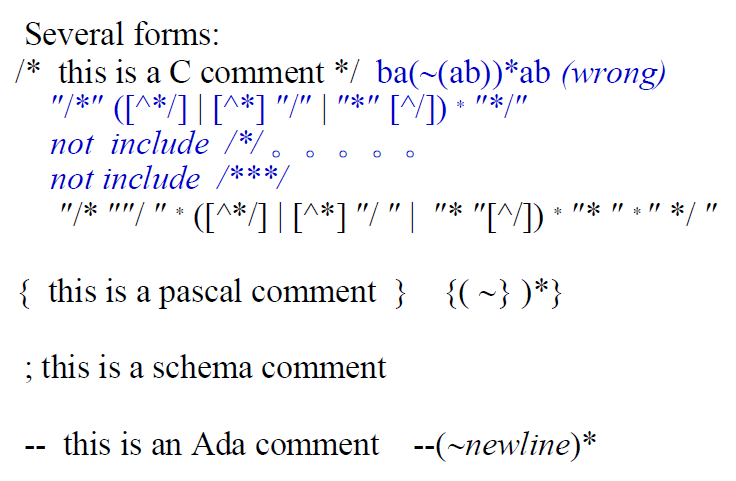 Several forms:
/* this is a C comment */ ba(~(ab))*ab (wrong)
"/*" ([^*/] | [^*] "/" | "*" [^/]) * "*/"
not include /*/ 。 。 。 。 。
not include /***/
"/* ""/ " * ([^*/] | [^*] "/ " | "* "[^/]) * "* " * " */ "
{ this is a pascal comment } {( ~} )*}
; this is a schema comment
-- this is an Ada comment --(~newline)*